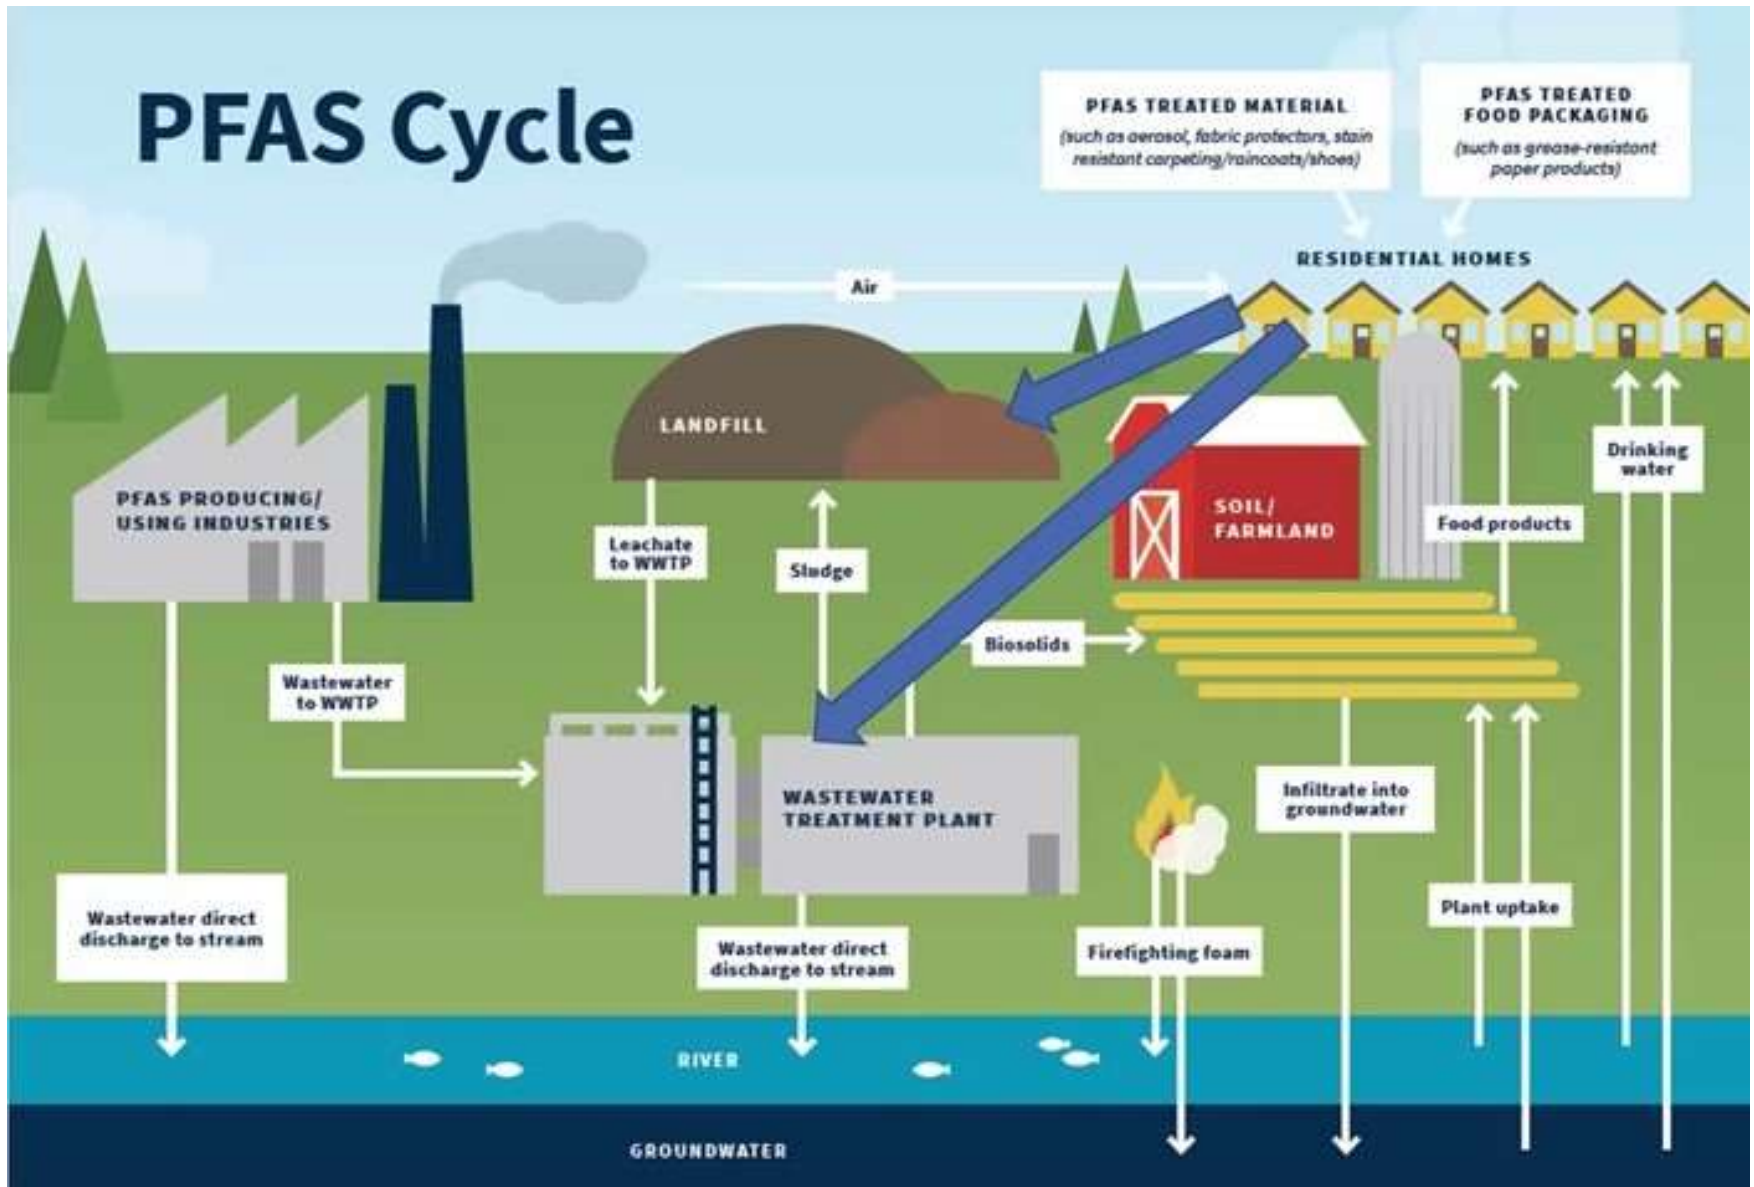 PFAS Cycle
PFAS TREATED MATERIAL
(such as aerosol, fabric protectors, stain
resistant carpeting/raincoats/shoes)
PFAS TREATED
FOOD PACKAGING
(such as grease-resistant
paper products)
RESIDENTIAL HOMES
Air
LANDFILL
PFAS PRODUCING/
USING INDUSTRIES
Leachate
to WWTP
Sludge
SOIL/
FARMLAND
Food products
Drinking
water
Biosolids
Wastewater
to WWTP
WASTEWATER
TREATMENT PLANT
Infiltrate into
groundwater
Plant uptake
Wastewater direct
discharge to stream
Wastewater direct
discharge to stream
Firefighting foam
RIVER
GROUNDWATER